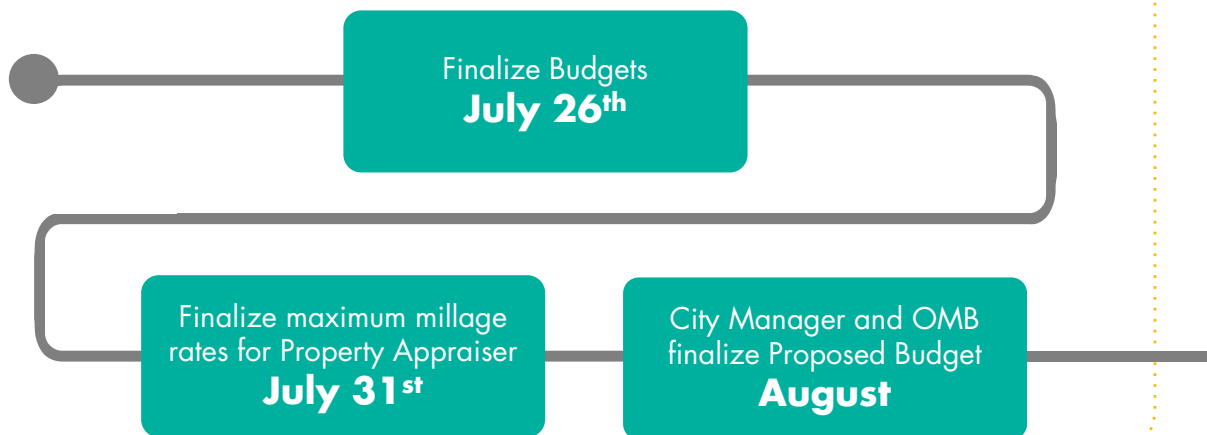 Finalize Budgets
July 26th
Finalize maximum millage
rates for Property Appraiser
July 31st
City Manager and OMB
finalize Proposed Budget
August